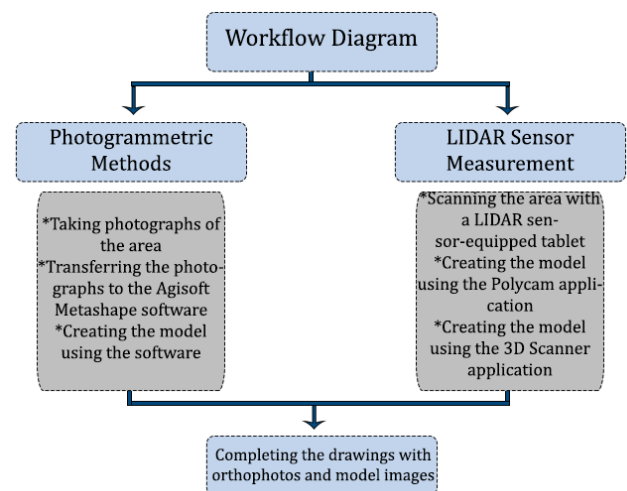 Workflow Diagram
Photogrammetric
Methods
*Taking photographs of
the area
*Transferring the photo-
graphs to the Agisoft
Metashape software
*Creating the model
using the software
LIDAR Sensor
Measurement
*Scanning the area with
a LIDAR sen-
sor-equipped tablet
*Creating the model
using the Polycam appli-
cation
*Creating the model
using the 3D Scanner
application
Completing the drawings with
orthophotos and model images